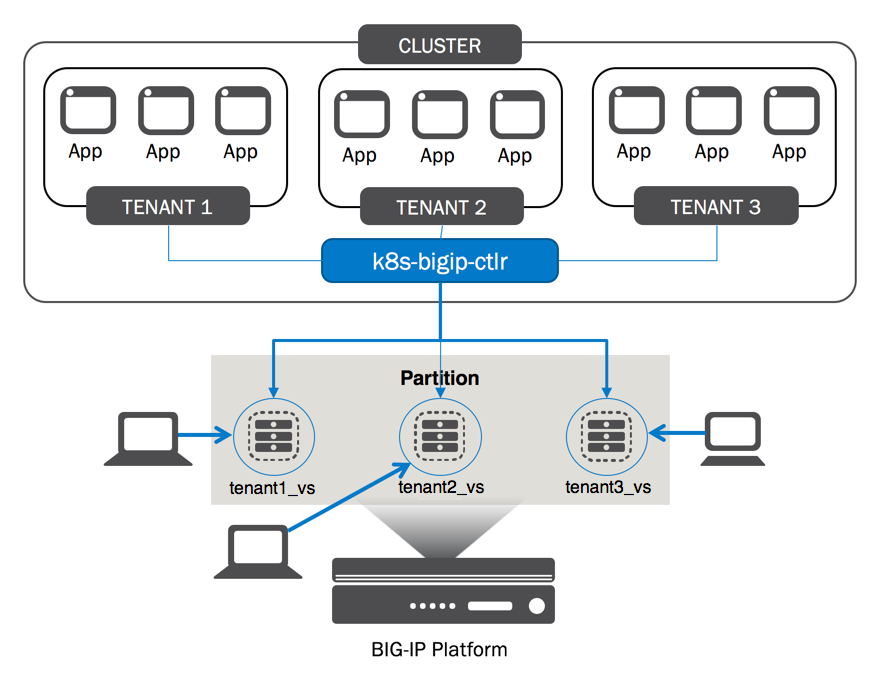 CLUSTER
App App App
App App App
App App App
TENANT 1
TENANT 2
TENANT 3
k8s-bigip-ctlr
Partition
tenant1_vs
tenant2_vs
tenant3_vs
BIG-IP Platform